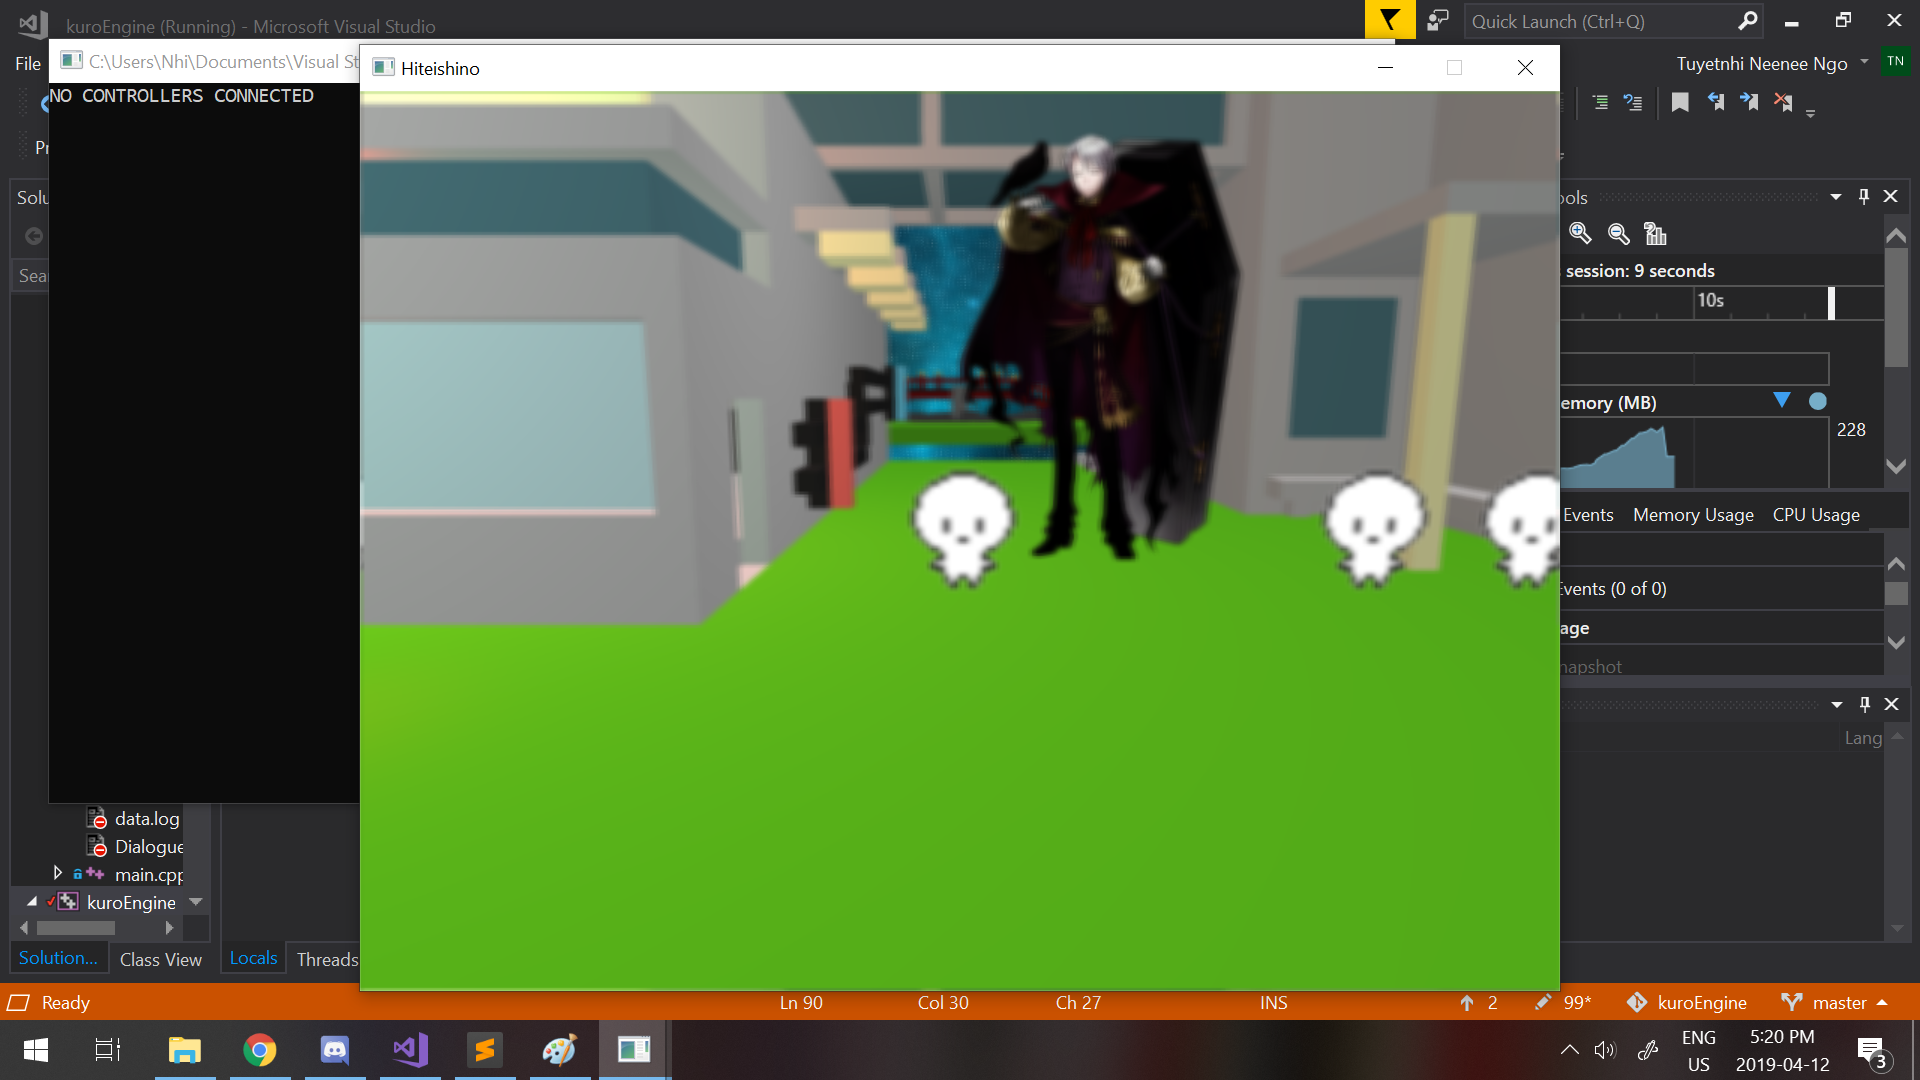 kuroEngine (Running) - Microsoft Visual Studio
Quick Launch (Ctrl+Q)
File
C:\Users\Nhi\Documents\Visual St
Hiteishino
Tuyetnhi Neenee Ngo
TN
NO CONTROLLERS CONNECTED
Pr
Solu
ools
Sea
session: 9 seconds
10s
emory (MB)
228
Events
Memory Usage
CPU Usage
Events (0 of 0)
age
napshot
Lang
data.log
Dialogue
main.cpp
kuroEngine
Solution...
Class View
Locals
Threads
Ready
Ln 90
Col 30
Ch 27
INS
2
99*
kuroEngine
master
ENG
US
5:20 PM
2019-04-12
3